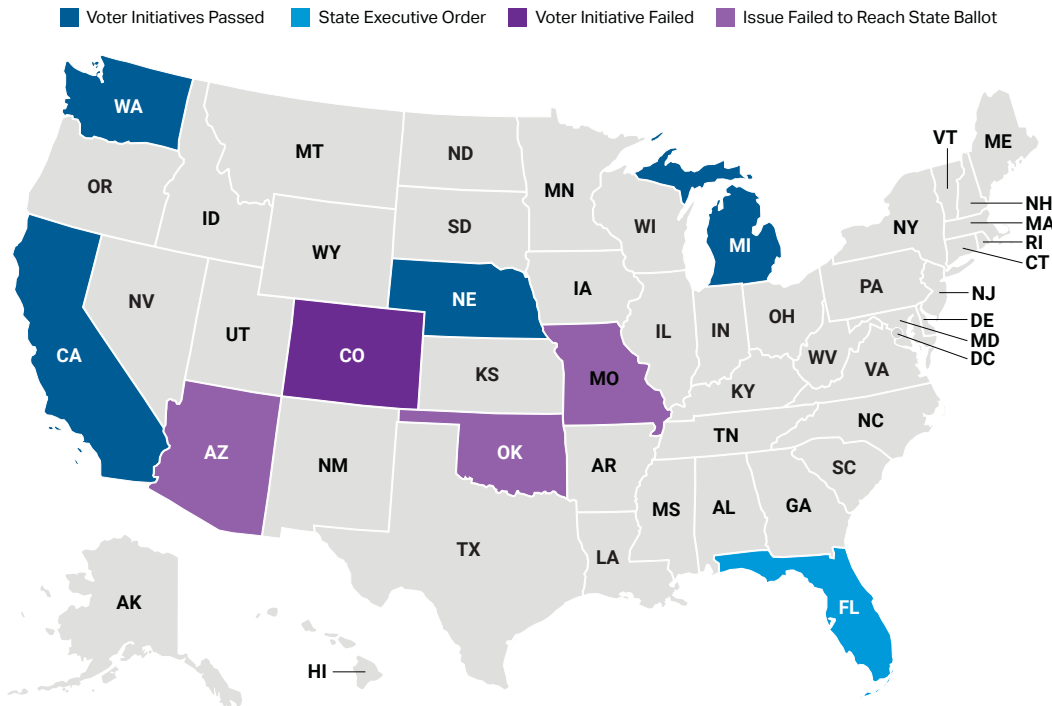 Voter Initiatives Passed State Executive Order Voter Initiative Failed Issue Failed to Reach State Ballot
WA
MT
ND
MN
VT
ME
OR
ID
SD
WI
NH
MA
NY
RI
CT
MI
WY
NE
IA
PA
NJ
NV
UT
CO
IL
IN
OH
DE
MD
DC
CA
KS
MO
WV
VA
KY
AZ
NM
OK
TN
NC
AR
SC
MS
AL
GA
TX
LA
AK
FL
HI